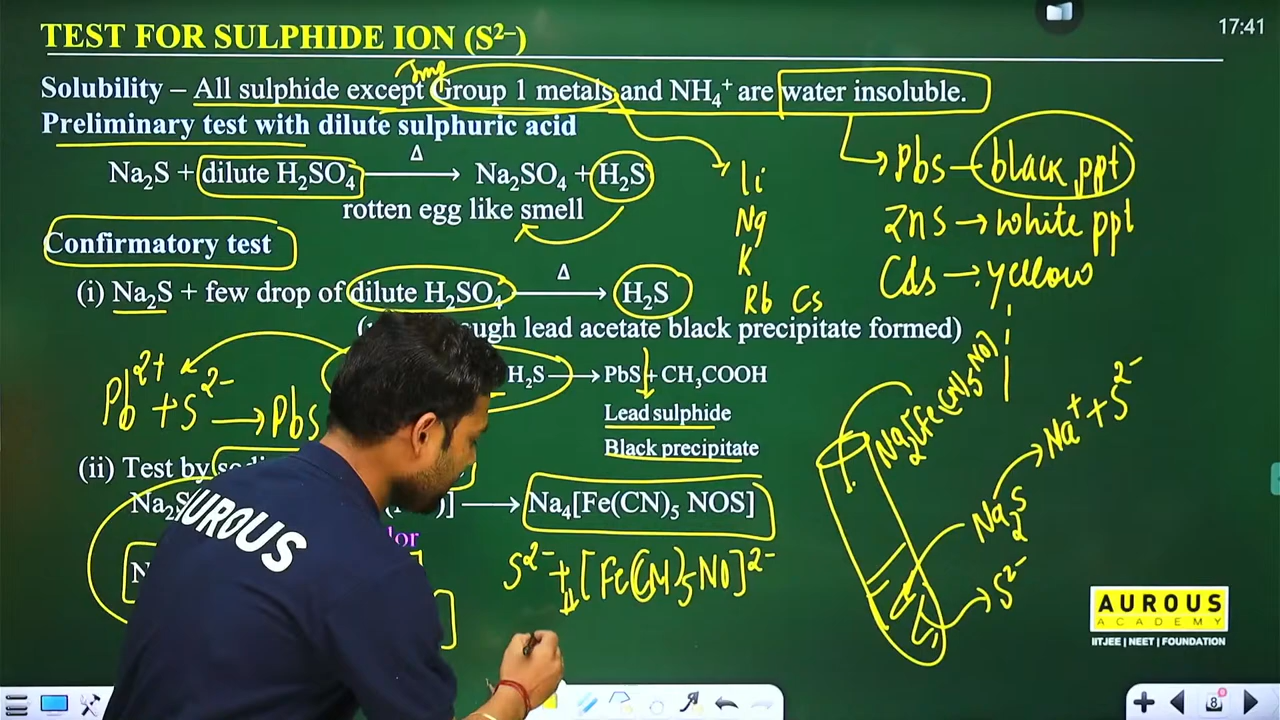 17:41
TEST FOR SULPHIDE ION (S²⁻)
Solubility – All sulphide except Group 1 metals and NH₄⁺ are water insoluble.
Imp
Preliminary test with dilute sulphuric acid
Na₂S + dilute H₂SO₄ Δ⟶ Na₂SO₄ + H₂S
rotten egg like smell
Confirmatory test
(i) Na₂S + few drop of dilute H₂SO₄ Δ⟶ H₂S
lead acetate black precipitate formed)
H₂S ⟶ PbS↓ + CH₃COOH
Lead sulphide
Black precipitate
Pb²⁺ + S²⁻ ⟶ Pbs
(ii) Test by
Na₂S ] ⟶ Na₄[Fe(CN)₅ NOS]
S²⁻ + [Fe(CN)₅NO]²⁻
li
Na
K
Rb Cs
Pbs – black ppt
Zns → white ppt
Cds → yellow
Na₂[Fe(CN)₅NO]
Na₂S
Na⁺ + S²⁻
S²⁻
AUROUS
AUROUS
ACADEMY
IITJEE | NEET | FOUNDATION
8